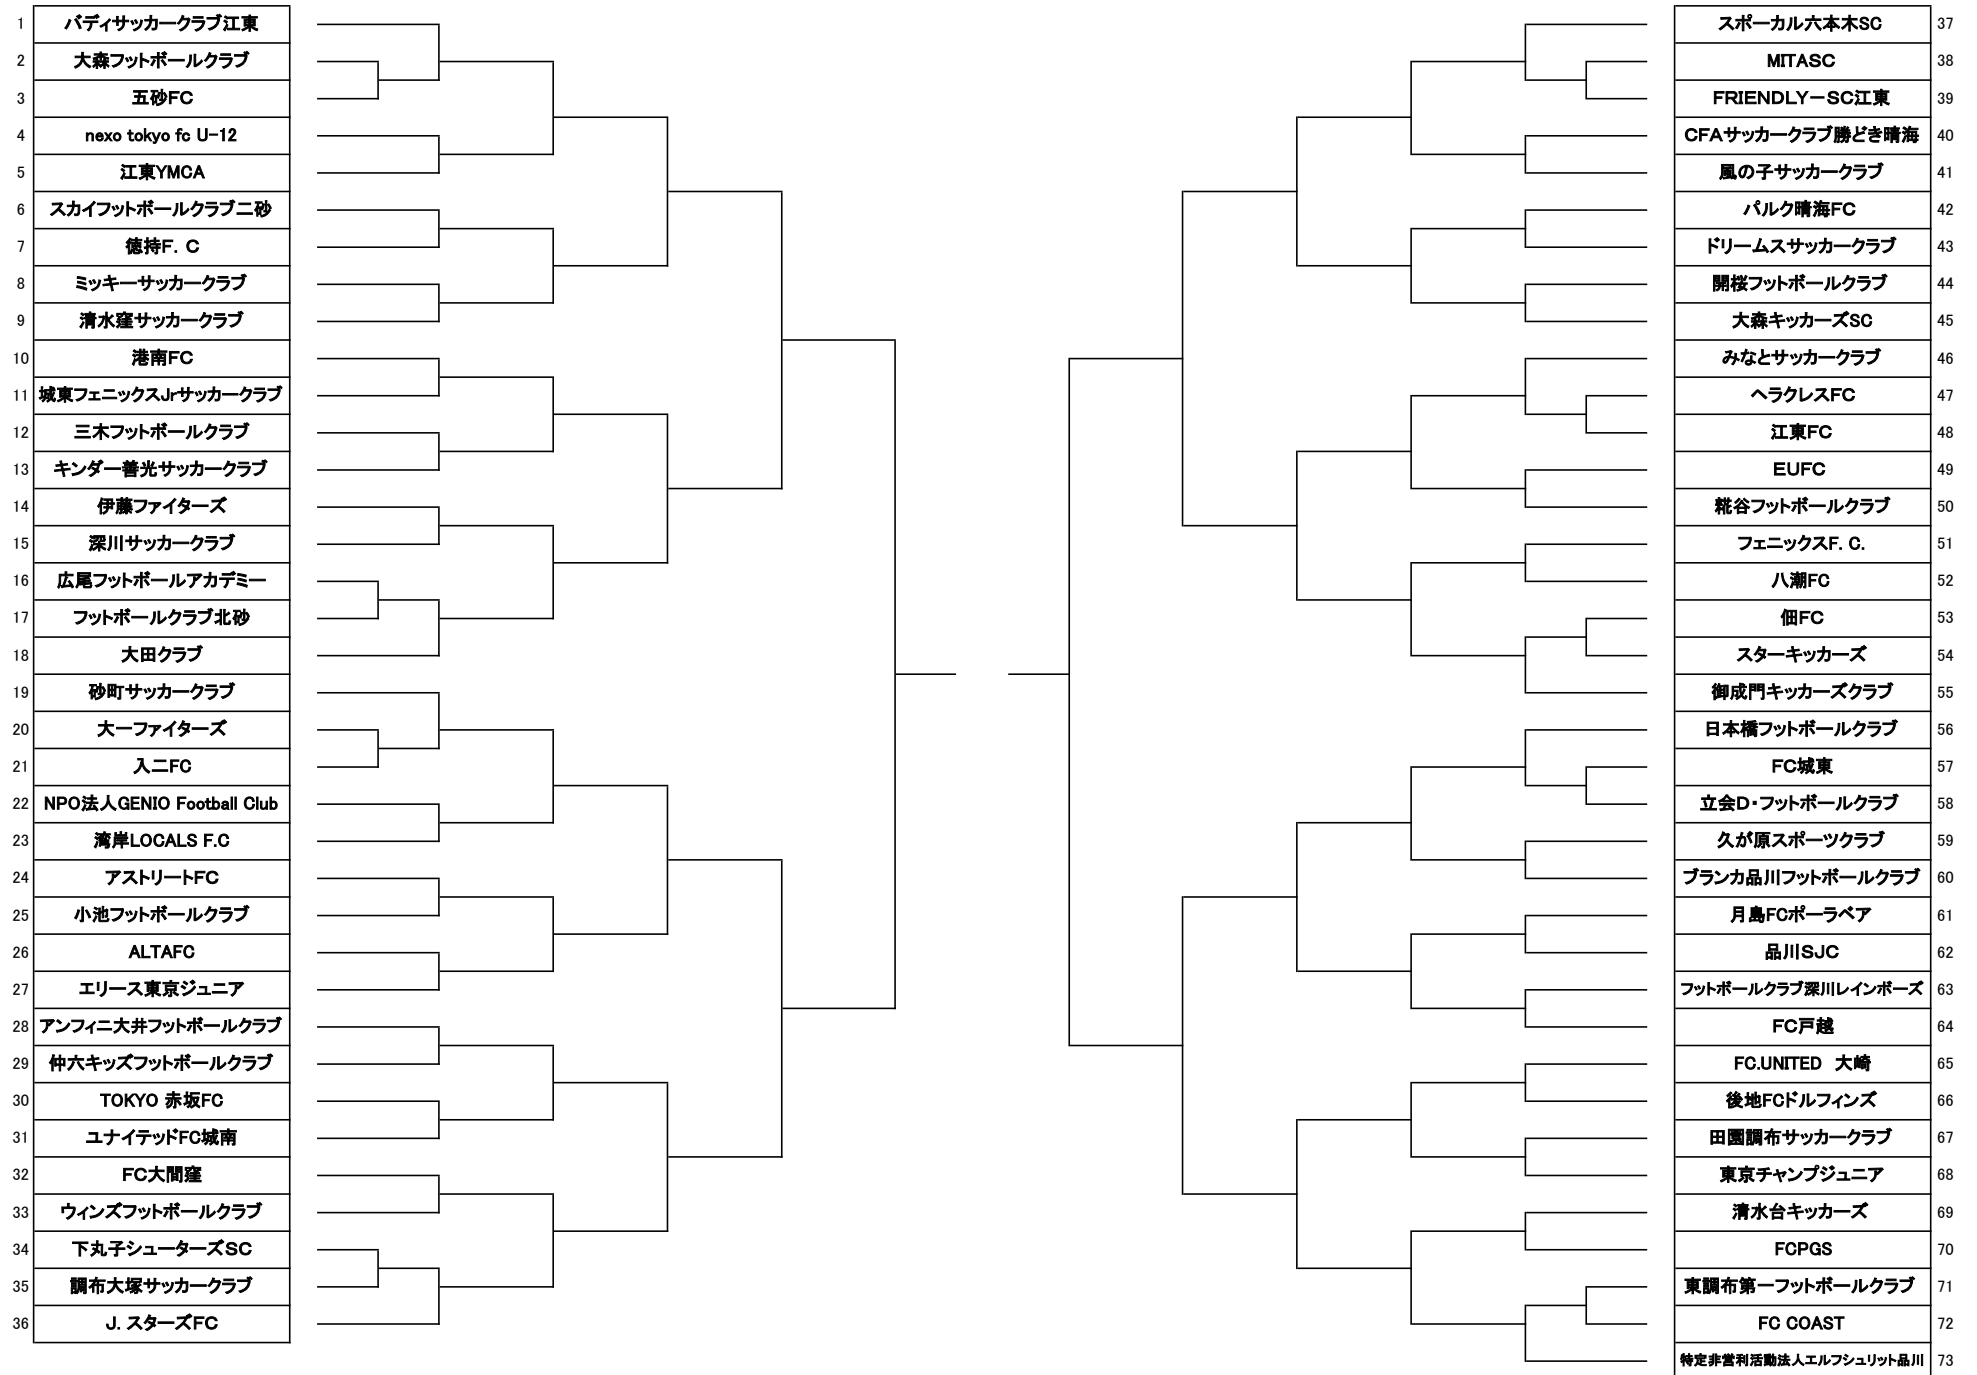 1 バディサッカークラブ江東
2 大森フットボールクラブ
3 五砂FC
4 nexo tokyo fc U-12
5 江東YMCA
6 スカイフットボールクラブ二砂
7 徳持F. C
8 ミッキーサッカークラブ
9 清水窪サッカークラブ
10 港南FC
11 城東フェニックスJrサッカークラブ
12 三木フットボールクラブ
13 キンダー善光サッカークラブ
14 伊藤ファイターズ
15 深川サッカークラブ
16 広尾フットボールアカデミー
17 フットボールクラブ北砂
18 大田クラブ
19 砂町サッカークラブ
20 大一ファイターズ
21 入二FC
22 NPO法人GENIO Football Club
23 湾岸LOCALS F.C
24 アストリートFC
25 小池フットボールクラブ
26 ALTAFC
27 エリース東京ジュニア
28 アンフィニ大井フットボールクラブ
29 仲六キッズフットボールクラブ
30 TOKYO 赤坂FC
31 ユナイテッドFC城南
32 FC大間窪
33 ウィンズフットボールクラブ
34 下丸子シューターズSC
35 調布大塚サッカークラブ
36 J. スターズFC
スポーカル六本木SC 37
MITASC 38
FRIENDLY－SC江東 39
CFAサッカークラブ勝どき晴海 40
風の子サッカークラブ 41
パルク晴海FC 42
ドリームスサッカークラブ 43
開桜フットボールクラブ 44
大森キッカーズSC 45
みなとサッカークラブ 46
ヘラクレスFC 47
江東FC 48
EUFC 49
糀谷フットボールクラブ 50
フェニックスF. C. 51
八潮FC 52
佃FC 53
スターキッカーズ 54
御成門キッカーズクラブ 55
日本橋フットボールクラブ 56
FC城東 57
立会D・フットボールクラブ 58
久が原スポーツクラブ 59
ブランカ品川フットボールクラブ 60
月島FCポーラベア 61
品川SJC 62
フットボールクラブ深川レインボーズ 63
FC戸越 64
FC.UNITED 大崎 65
後地FCドルフィンズ 66
田園調布サッカークラブ 67
東京チャンプジュニア 68
清水台キッカーズ 69
FCPGS 70
東調布第一フットボールクラブ 71
FC COAST 72
特定非営利活動法人エルフシュリット品川 73